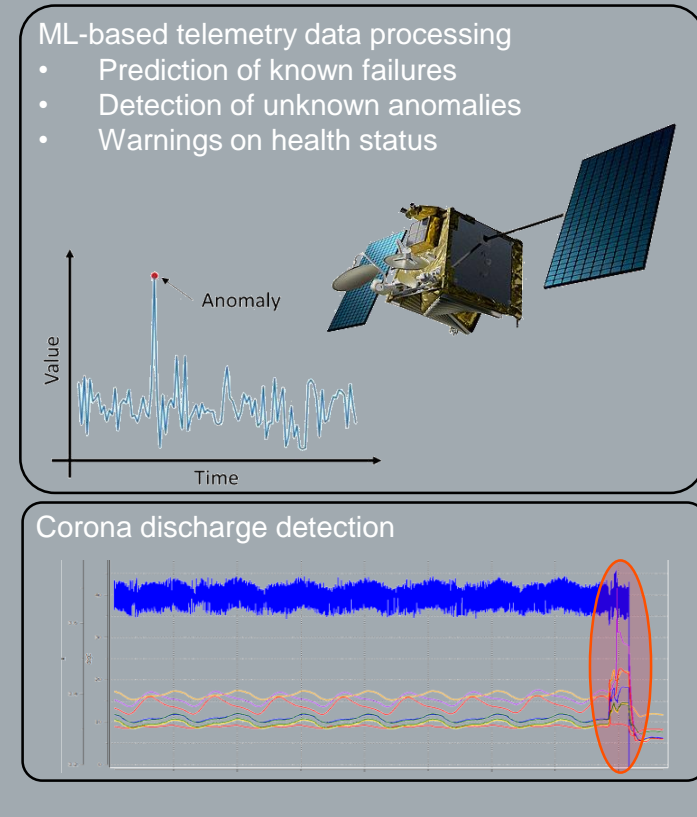 ML-based telemetry data processing
• Prediction of known failures
• Detection of unknown anomalies
• Warnings on health status
Anomaly
Value
Time
Corona discharge detection